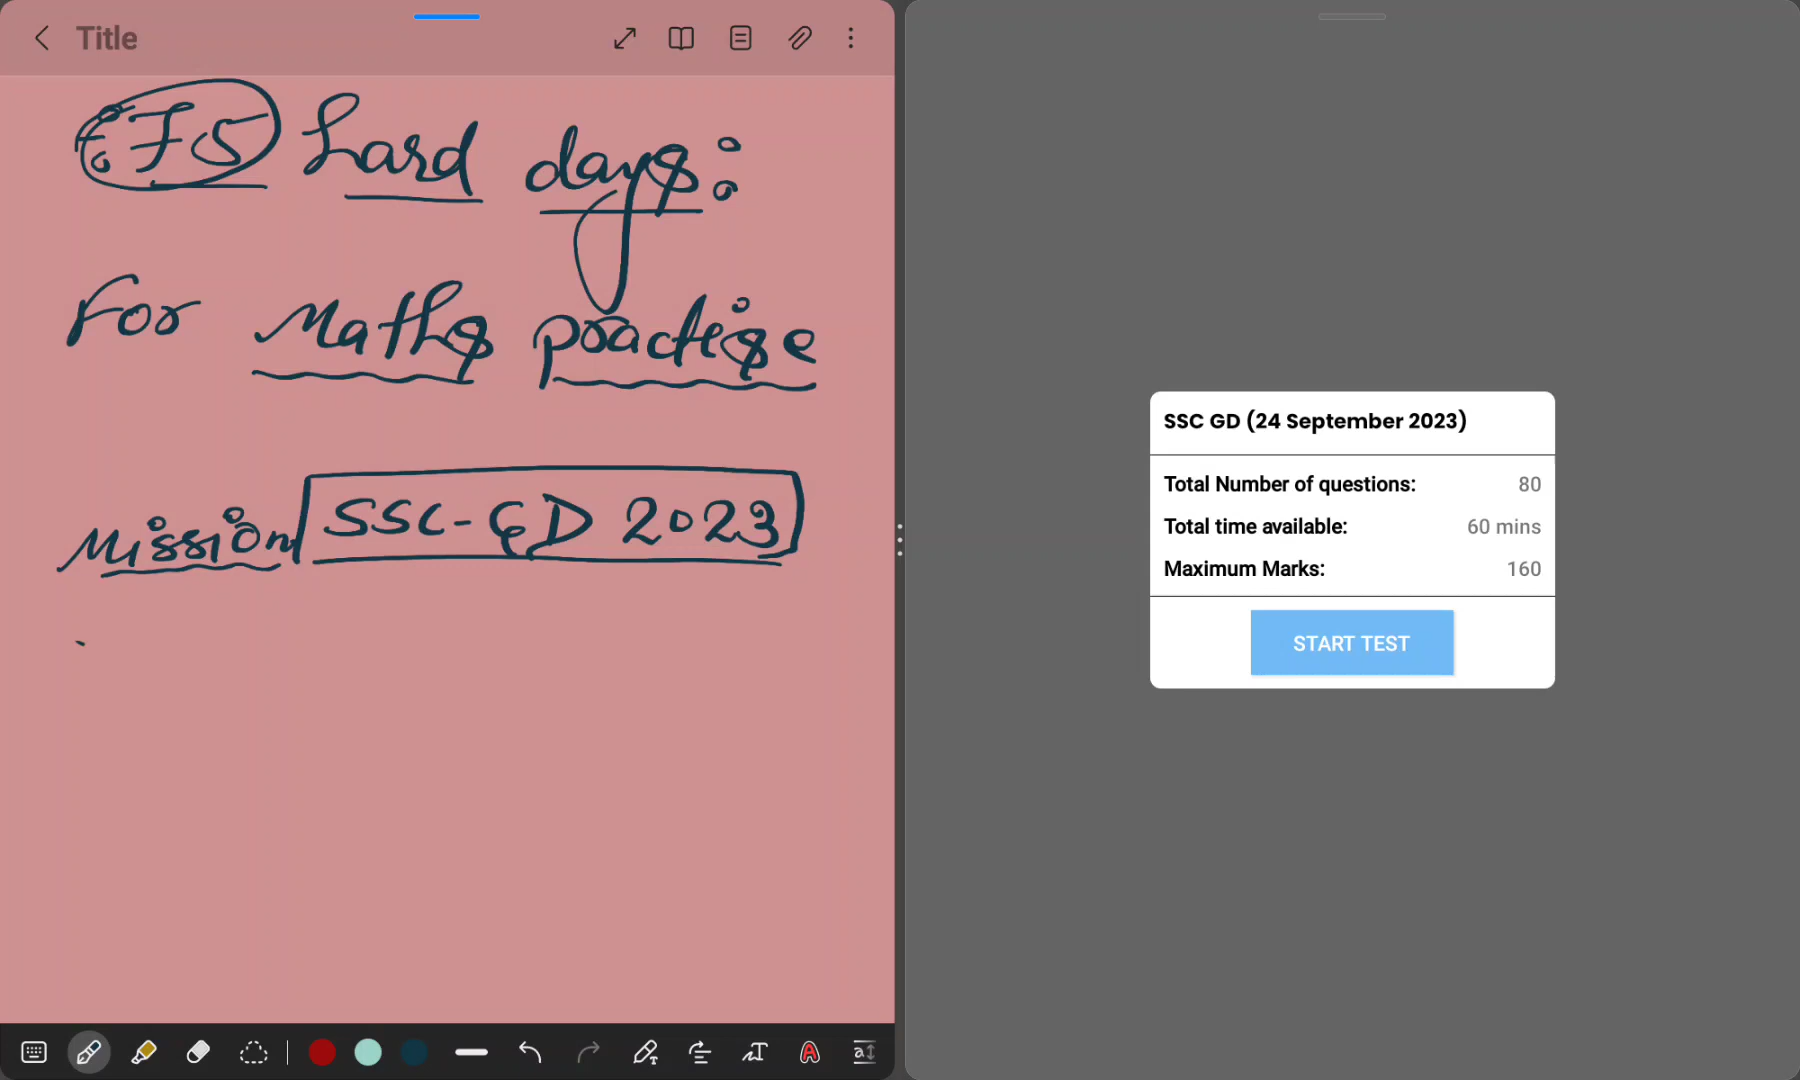 Title
75 hard days:
For Maths practise
Mission SSC-GD 2023
SSC GD (24 September 2023)
Total Number of questions: 80
Total time available: 60 mins
Maximum Marks: 160
START TEST